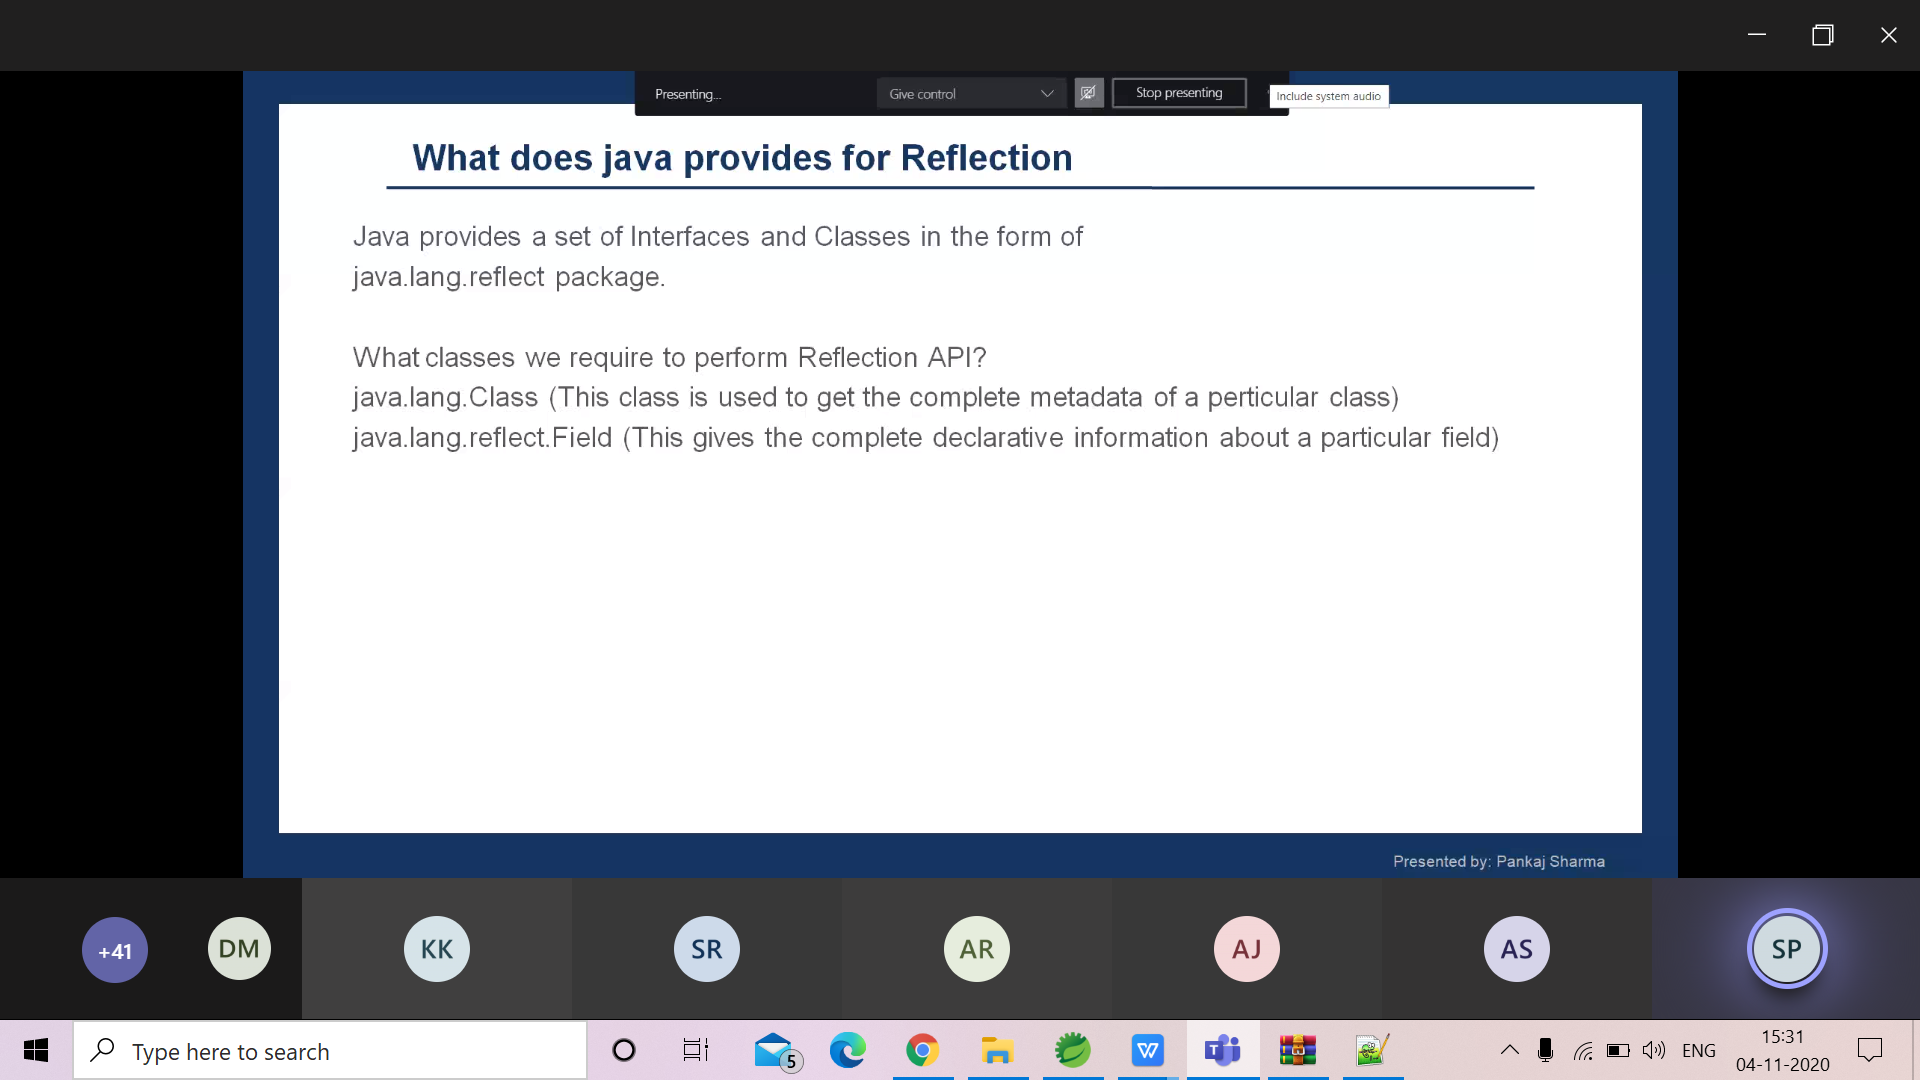 Presenting...
Give control
Stop presenting
Include system audio
What does java provides for Reflection
Java provides a set of Interfaces and Classes in the form of
java.lang.reflect package.
What classes we require to perform Reflection API?
java.lang.Class (This class is used to get the complete metadata of a perticular class)
java.lang.reflect.Field (This gives the complete declarative information about a particular field)
Presented by: Pankaj Sharma
+41
DM
KK
SR
AR
AJ
AS
SP
Type here to search
5
W
T
ENG
15:31
04-11-2020